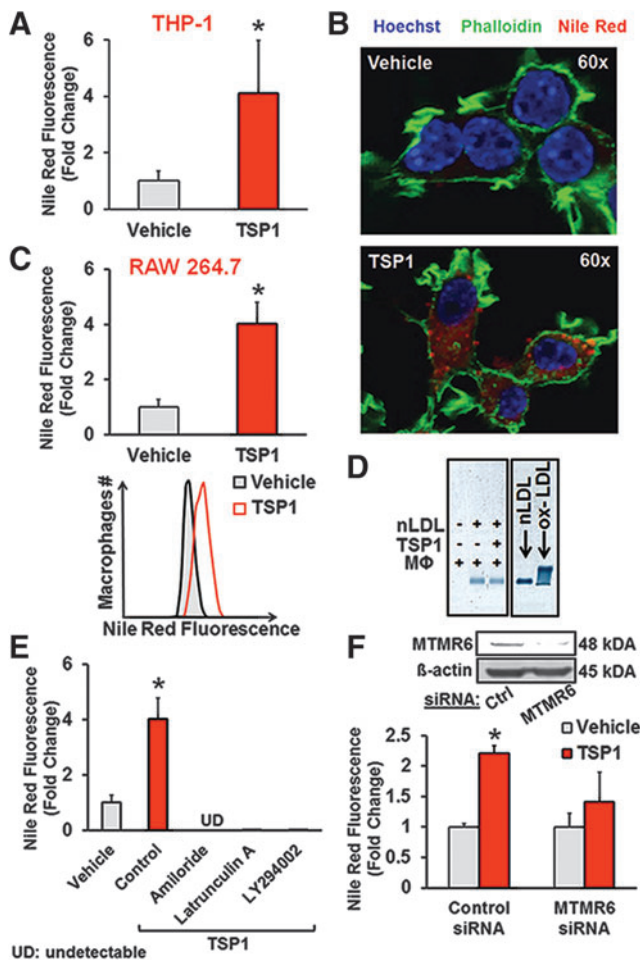 A
THP-1
Nile Red Fluorescence
(Fold Change)
6
4
2
0
*
Vehicle
TSP1
B
Hoechst Phalloidin Nile Red
Vehicle 60x
TSP1 60x
C
RAW 264.7
Nile Red Fluorescence
(Fold Change)
6
4
2
0
*
Vehicle
TSP1
Macrophages #
Vehicle
TSP1
Nile Red Fluorescence
D
nLDL - + +
TSP1 - - +
MΦ + + +
nLDL
ox-LDL
E
Nile Red Fluorescence
(Fold Change)
6
4
2
0
*
UD
Vehicle
Control
Amiloride
Latrunculin A
LY294002
TSP1
UD: undetectable
F
MTMR6 48 kDA
ß-actin 45 kDA
siRNA: Ctrl MTMR6
Vehicle
TSP1
Nile Red Fluorescence
(Fold Change)
2.5
2
1.5
1
0.5
0
*
Control
siRNA
MTMR6
siRNA